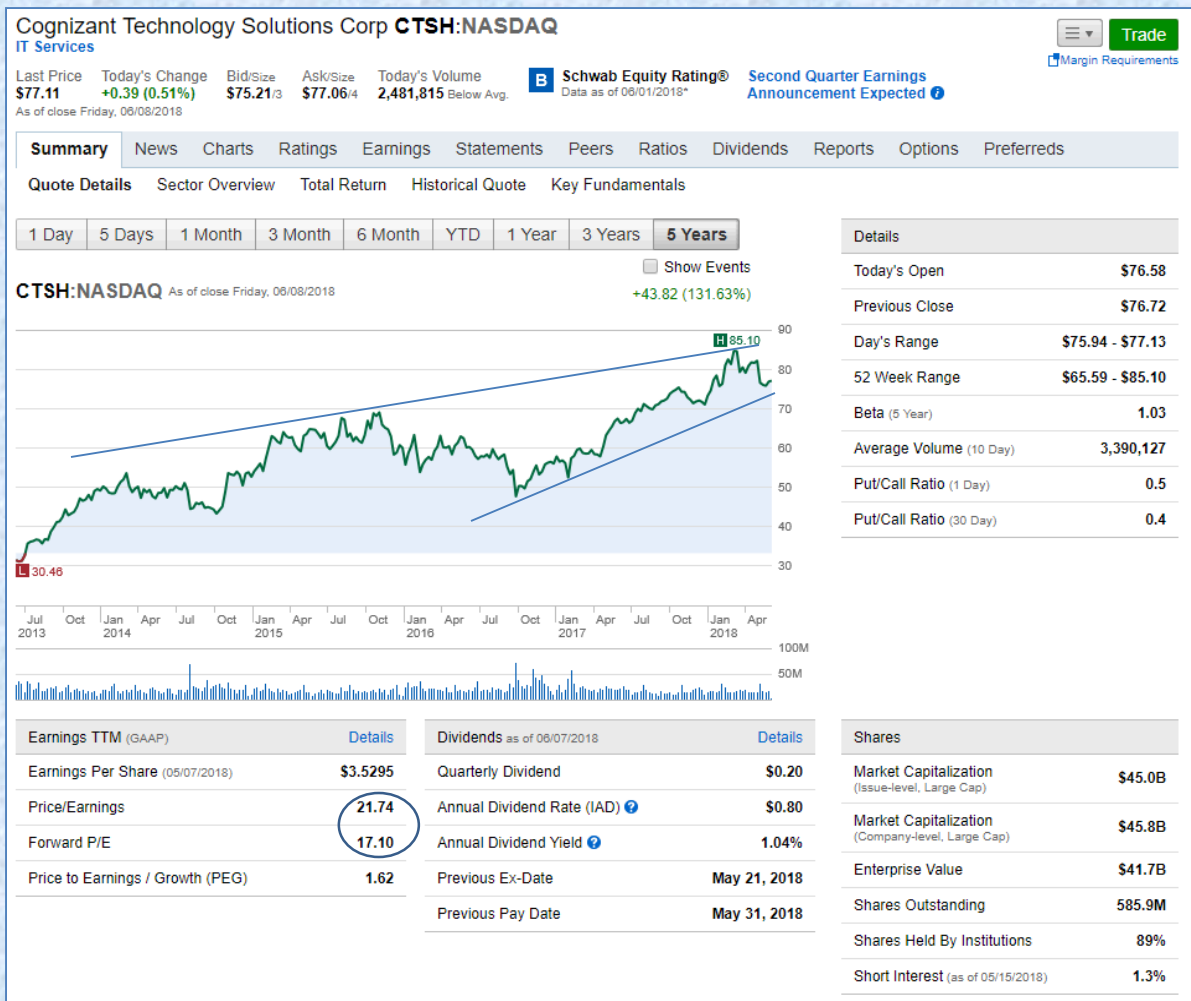 Cognizant Technology Solutions Corp CTSH:NASDAQ
IT Services
Trade
Margin Requirements
Last Price Today's Change Bid/Size Ask/Size Today's Volume
$77.11 +0.39 (0.51%) $75.21/3 $77.06/4 2,481,815 Below Avg.
As of close Friday, 06/08/2018
B Schwab Equity Rating®
Data as of 06/01/2018*
Second Quarter Earnings
Announcement Expected
Summary News Charts Ratings Earnings Statements Peers Ratios Dividends Reports Options Preferreds
Quote Details Sector Overview Total Return Historical Quote Key Fundamentals
1 Day 5 Days 1 Month 3 Month 6 Month YTD 1 Year 3 Years 5 Years
Show Events
CTSH:NASDAQ As of close Friday, 06/08/2018
+43.82 (131.63%)
90
H 85.10
80
70
60
50
40
30
L 30.46
Jul Oct Jan Apr Jul Oct Jan Apr Jul Oct Jan Apr Jul Oct Jan Apr Jul Oct Jan Apr
2013 2014 2015 2016 2017 2018
100M
50M
Details
Today's Open $76.58
Previous Close $76.72
Day's Range $75.94 - $77.13
52 Week Range $65.59 - $85.10
Beta (5 Year) 1.03
Average Volume (10 Day) 3,390,127
Put/Call Ratio (1 Day) 0.5
Put/Call Ratio (30 Day) 0.4
Earnings TTM (GAAP) Details
Earnings Per Share (05/07/2018) $3.5295
Price/Earnings 21.74
Forward P/E 17.10
Price to Earnings / Growth (PEG) 1.62
Dividends as of 06/07/2018 Details
Quarterly Dividend $0.20
Annual Dividend Rate (IAD) $0.80
Annual Dividend Yield 1.04%
Previous Ex-Date May 21, 2018
Previous Pay Date May 31, 2018
Shares
Market Capitalization $45.0B
(Issue-level, Large Cap)
Market Capitalization $45.8B
(Company-level, Large Cap)
Enterprise Value $41.7B
Shares Outstanding 585.9M
Shares Held By Institutions 89%
Short Interest (as of 05/15/2018) 1.3%